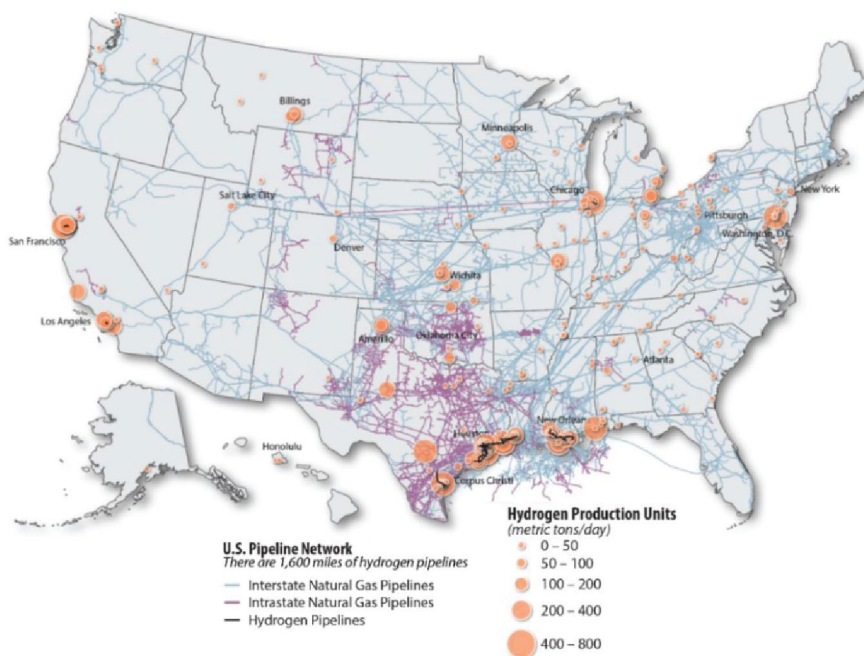 Billings
Minneapolis
Salt Lake City
Chicago
New York
Pittsburgh
Washington, D.C.
San Francisco
Denver
Wichita
Los Angeles
Amarillo
Oklahoma City
Atlanta
New Orleans
Honolulu
Corpus Christi
U.S. Pipeline Network
There are 1,600 miles of hydrogen pipelines
Interstate Natural Gas Pipelines
Intrastate Natural Gas Pipelines
Hydrogen Pipelines
Hydrogen Production Units
(metric tons/day)
0 – 50
50 – 100
100 – 200
200 – 400
400 – 800